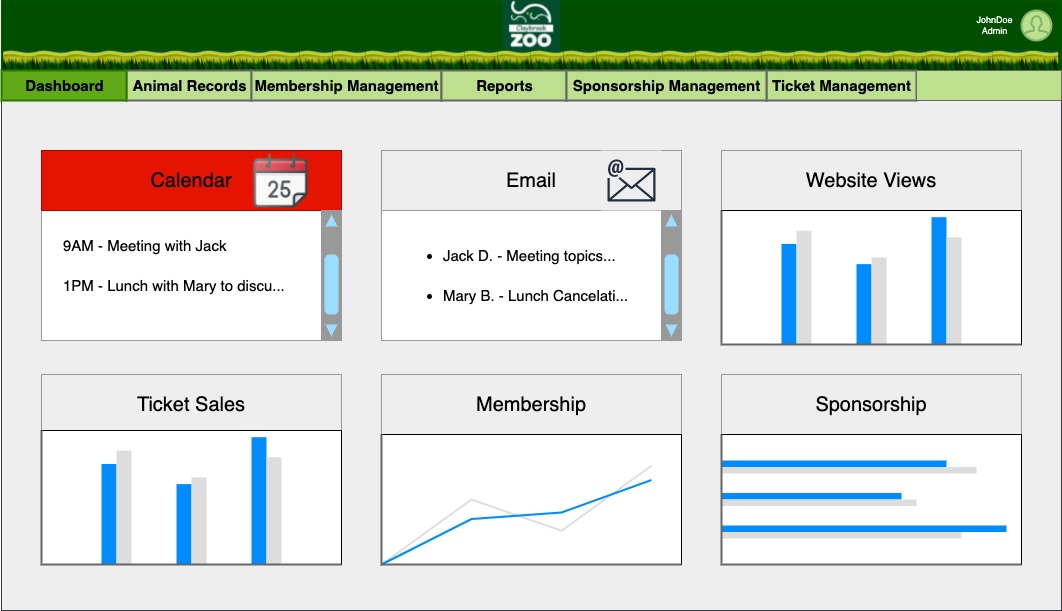 Claybrook
ZOO
JohnDoe
Admin
Dashboard
Animal Records
Membership Management
Reports
Sponsorship Management
Ticket Management
Calendar
25
9AM - Meeting with Jack
1PM - Lunch with Mary to discu...
Email
@
Jack D. - Meeting topics...
Mary B. - Lunch Cancelati...
Website Views
Ticket Sales
Membership
Sponsorship